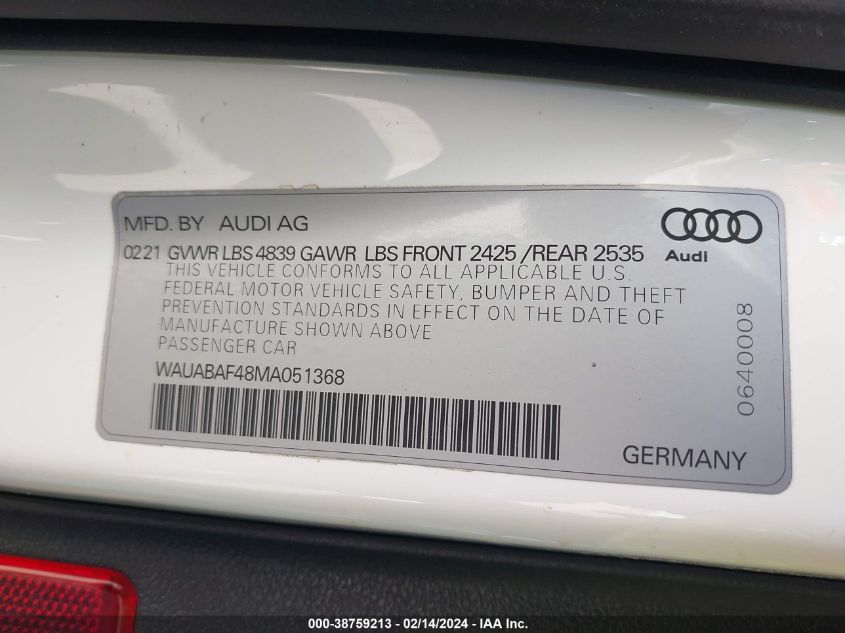 MFD. BY AUDI AG
0221 GVWR LBS 4839 GAWR LBS FRONT 2425 /REAR 2535
Audi
THIS VEHICLE CONFORMS TO ALL APPLICABLE U.S.
FEDERAL MOTOR VEHICLE SAFETY, BUMPER AND THEFT
PREVENTION STANDARDS IN EFFECT ON THE DATE OF
MANUFACTURE SHOWN ABOVE
PASSENGER CAR
WAUABAF48MA051368
0640008
GERMANY
000-38759213 - 02/14/2024 - IAA Inc.